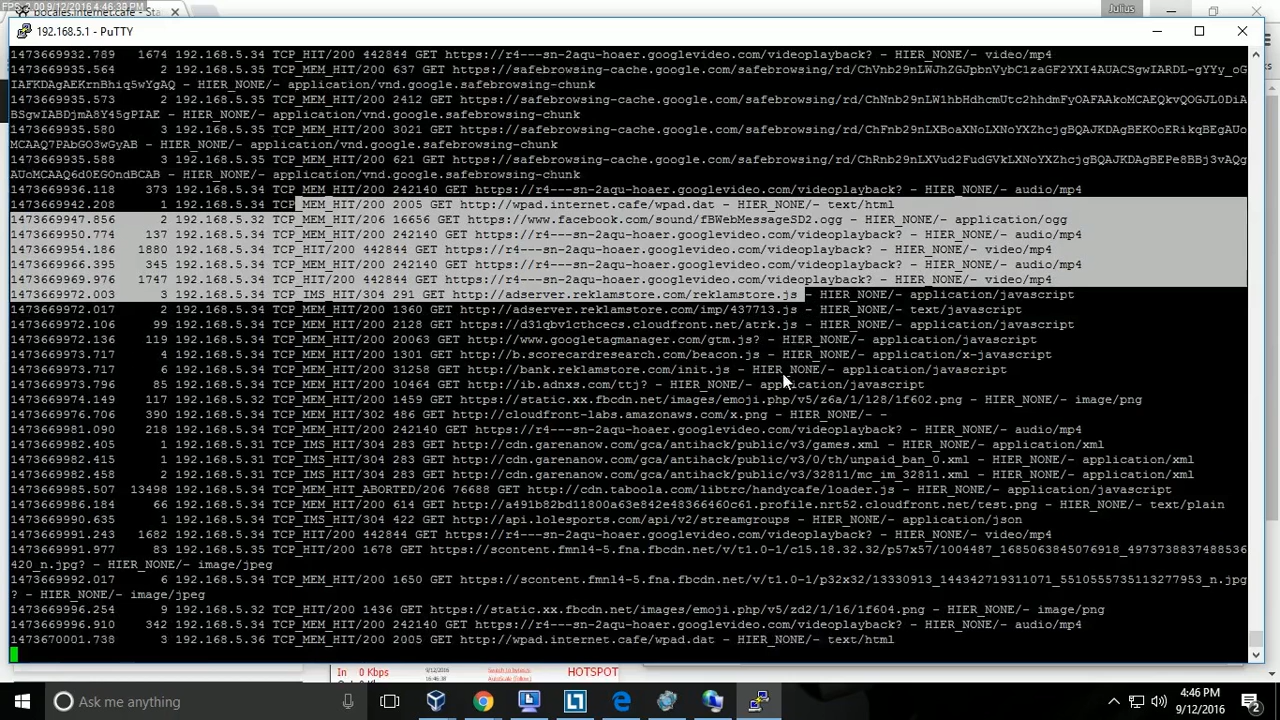 FPS 2.00 9/12/2016 4:46:33 PM
bocales.internet.cafe - Sta
Julius
192.168.5.1 - PuTTY
1473669932.789   1674 192.168.5.34 TCP_HIT/200 442844 GET https://r4---sn-2aqu-hoaer.googlevideo.com/videoplayback? - HIER_NONE/- video/mp4
1473669935.564      2 192.168.5.35 TCP_MEM_HIT/200 637 GET https://safebrowsing-cache.google.com/safebrowsing/rd/ChVnb29nLWJhZGJpbnVybC1zaGF2YXI4AUACSgwIARDL-gYYy_oG
IAFKDAgAEKrnBhiq5wYgAQ - HIER_NONE/- application/vnd.google.safebrowsing-chunk
1473669935.573      2 192.168.5.35 TCP_MEM_HIT/200 2412 GET https://safebrowsing-cache.google.com/safebrowsing/rd/ChNnb29nLW1hbHdhcmUtc2hhdmFyOAFAAkoMCAEQkvQOGJL0DiA
BSgwIABDjmA8Y45gPIAE - HIER_NONE/- application/vnd.google.safebrowsing-chunk
1473669935.580      3 192.168.5.35 TCP_MEM_HIT/200 3021 GET https://safebrowsing-cache.google.com/safebrowsing/rd/ChFnb29nLXBoaXNoLXNoYXZhcjgBQAJKDAgBEKOoERikqBEgAUo
MCAAQ7PAbGO3wGyAB - HIER_NONE/- application/vnd.google.safebrowsing-chunk
1473669935.588      3 192.168.5.35 TCP_MEM_HIT/200 621 GET https://safebrowsing-cache.google.com/safebrowsing/rd/ChRnb29nLXVud2FudGVkLXNoYXZhcjgBQAJKDAgBEPe8BBj3vAQg
AUoMCAAQ6d0EGOndBCAB - HIER_NONE/- application/vnd.google.safebrowsing-chunk
1473669936.118    373 192.168.5.34 TCP_MEM_HIT/200 242140 GET https://r4---sn-2aqu-hoaer.googlevideo.com/videoplayback? - HIER_NONE/- audio/mp4
1473669942.208      1 192.168.5.34 TCP_MEM_HIT/200 2005 GET http://wpad.internet.cafe/wpad.dat - HIER_NONE/- text/html
1473669947.856      2 192.168.5.32 TCP_MEM_HIT/206 16656 GET https://www.facebook.com/sound/fBWebMessageSD2.ogg - HIER_NONE/- application/ogg
1473669950.774    137 192.168.5.34 TCP_MEM_HIT/200 242140 GET https://r4---sn-2aqu-hoaer.googlevideo.com/videoplayback? - HIER_NONE/- audio/mp4
1473669954.186   1880 192.168.5.34 TCP_HIT/200 442844 GET https://r4---sn-2aqu-hoaer.googlevideo.com/videoplayback? - HIER_NONE/- video/mp4
1473669966.395    345 192.168.5.34 TCP_MEM_HIT/200 242140 GET https://r4---sn-2aqu-hoaer.googlevideo.com/videoplayback? - HIER_NONE/- audio/mp4
1473669969.976   1747 192.168.5.34 TCP_HIT/200 442844 GET https://r4---sn-2aqu-hoaer.googlevideo.com/videoplayback? - HIER_NONE/- video/mp4
1473669972.003      3 192.168.5.34 TCP_IMS_HIT/304 291 GET http://adserver.reklamstore.com/reklamstore.js - HIER_NONE/- application/javascript
1473669972.017      2 192.168.5.34 TCP_MEM_HIT/200 1360 GET http://adserver.reklamstore.com/imp/437713.js - HIER_NONE/- text/javascript
1473669972.106     99 192.168.5.34 TCP_MEM_HIT/200 2128 GET https://d31qbv1cthcecs.cloudfront.net/atrk.js - HIER_NONE/- application/javascript
1473669972.136    119 192.168.5.34 TCP_MEM_HIT/200 20063 GET http://www.googletagmanager.com/gtm.js? - HIER_NONE/- application/javascript
1473669973.717      4 192.168.5.34 TCP_MEM_HIT/200 1301 GET http://b.scorecardresearch.com/beacon.js - HIER_NONE/- application/x-javascript
1473669973.717      6 192.168.5.34 TCP_MEM_HIT/200 31258 GET http://bank.reklamstore.com/init.js - HIER_NONE/- application/javascript
1473669973.796     85 192.168.5.34 TCP_MEM_HIT/200 10464 GET http://ib.adnxs.com/ttj? - HIER_NONE/- application/javascript
1473669974.149    117 192.168.5.34 TCP_MEM_HIT/200 1459 GET https://static.xx.fbcdn.net/images/emoji.php/v5/z6a/1/128/1f602.png - HIER_NONE/- image/png
1473669976.706    390 192.168.5.34 TCP_MEM_HIT/302 486 GET http://cloudfront-labs.amazonaws.com/x.png - HIER_NONE/- -
1473669981.090    218 192.168.5.34 TCP_MEM_HIT/200 242140 GET https://r4---sn-2aqu-hoaer.googlevideo.com/videoplayback? - HIER_NONE/- audio/mp4
1473669982.405      1 192.168.5.31 TCP_IMS_HIT/304 283 GET http://cdn.garenanow.com/gca/antihack/public/v3/games.xml - HIER_NONE/- application/xml
1473669982.415      1 192.168.5.31 TCP_IMS_HIT/304 283 GET http://cdn.garenanow.com/gca/antihack/public/v3/0/th/unpaid_ban_0.xml - HIER_NONE/- application/xml
1473669982.458      2 192.168.5.31 TCP_IMS_HIT/304 283 GET http://cdn.garenanow.com/gca/antihack/public/v3/32811/mc_im_32811.xml - HIER_NONE/- application/xml
1473669985.507  13498 192.168.5.34 TCP_MEM_HIT_ABORTED/206 76688 GET http://cdn.taboola.com/libtrc/handycafe/loader.js - HIER_NONE/- application/javascript
1473669986.184     66 192.168.5.34 TCP_MEM_HIT/200 614 GET http://a491b82bd11800a63e842e48366460c61.profile.nrt52.cloudfront.net/test.png - HIER_NONE/- text/plain
1473669990.635      1 192.168.5.34 TCP_IMS_HIT/304 422 GET http://api.lolesports.com/api/v2/streamgroups - HIER_NONE/- application/json
1473669991.243   1682 192.168.5.34 TCP_HIT/200 442844 GET https://r4---sn-2aqu-hoaer.googlevideo.com/videoplayback? - HIER_NONE/- video/mp4
1473669991.977     83 192.168.5.35 TCP_MEM_HIT/200 1678 GET https://scontent.fmnl4-5.fna.fbcdn.net/v/t1.0-1/c15.18.32.32/p57x57/1004487_1685063845076918_4973738837488536
420_n.jpg? - HIER_NONE/- image/jpeg
1473669992.017      6 192.168.5.32 TCP_MEM_HIT/200 1650 GET https://scontent.fmnl4-5.fna.fbcdn.net/v/t1.0-1/p32x32/13330913_144342719311071_5510555735113277953_n.jpg
? - HIER_NONE/- image/jpeg
1473669996.254      9 192.168.5.32 TCP_HIT/200 1436 GET https://static.xx.fbcdn.net/images/emoji.php/v5/zd2/1/16/1f604.png - HIER_NONE/- image/png
1473669996.910    342 192.168.5.34 TCP_MEM_HIT/200 242140 GET https://r4---sn-2aqu-hoaer.googlevideo.com/videoplayback? - HIER_NONE/- audio/mp4
1473670001.738      3 192.168.5.36 TCP_MEM_HIT/200 2005 GET http://wpad.internet.cafe/wpad.dat - HIER_NONE/- text/html
In 0 Kbps
9/12/2016
16:46:38
HOTSPOT
Ask me anything
4:46 PM
9/12/2016
2